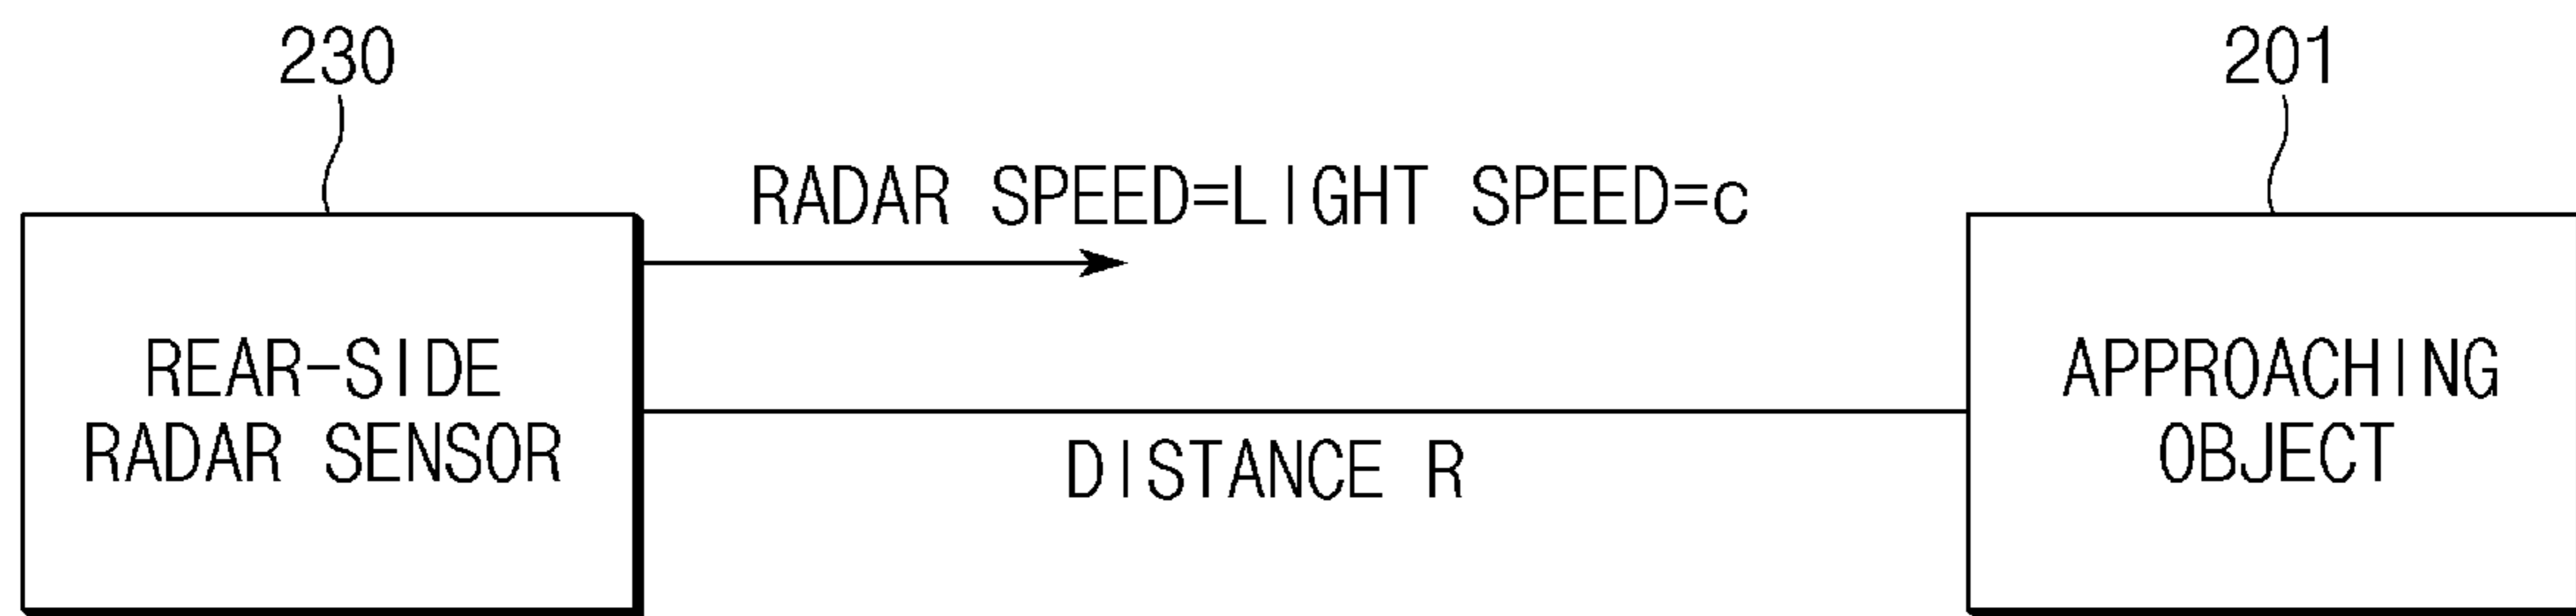 230
201
RADAR SPEED=LIGHT SPEED=c
REAR-SIDE
RADAR SENSOR
DISTANCE R
APPROACHING
OBJECT